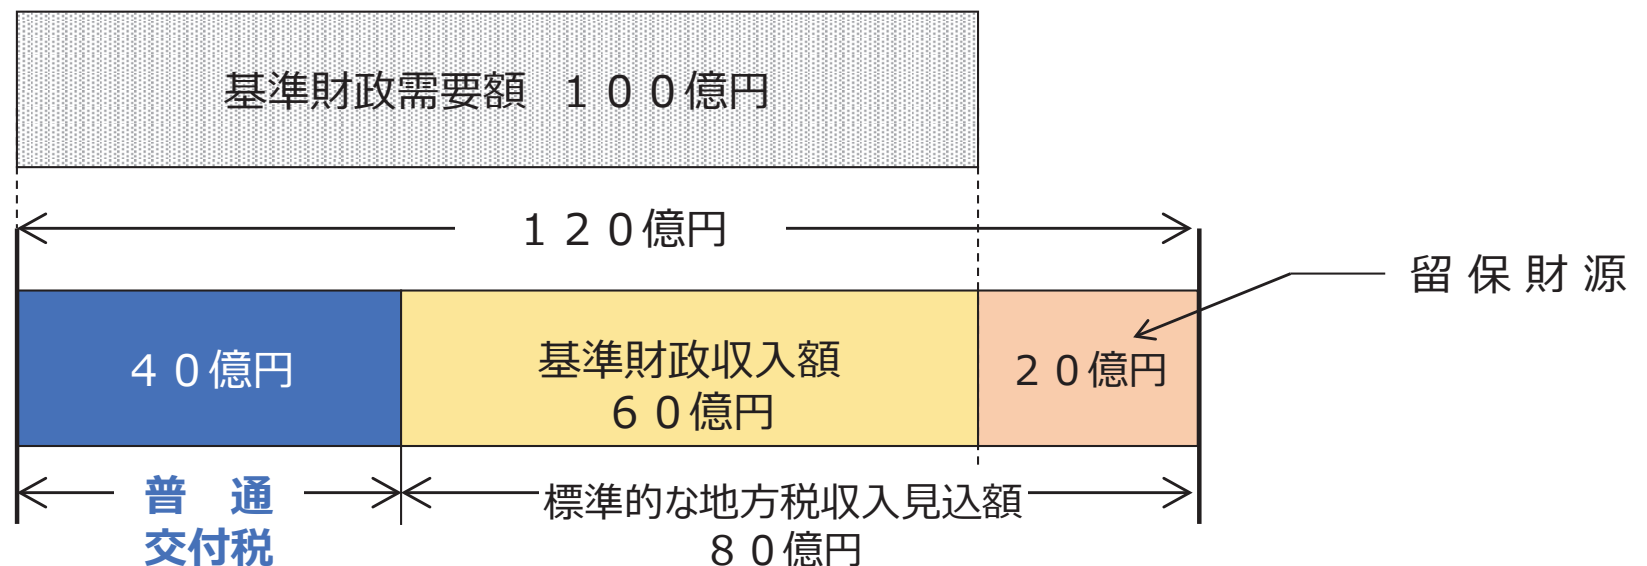 基準財政需要額 １００億円
１２０億円
留保財源
４０億円
基準財政収入額
６０億円
２０億円
普 通
交付税
標準的な地方税収入見込額
８０億円